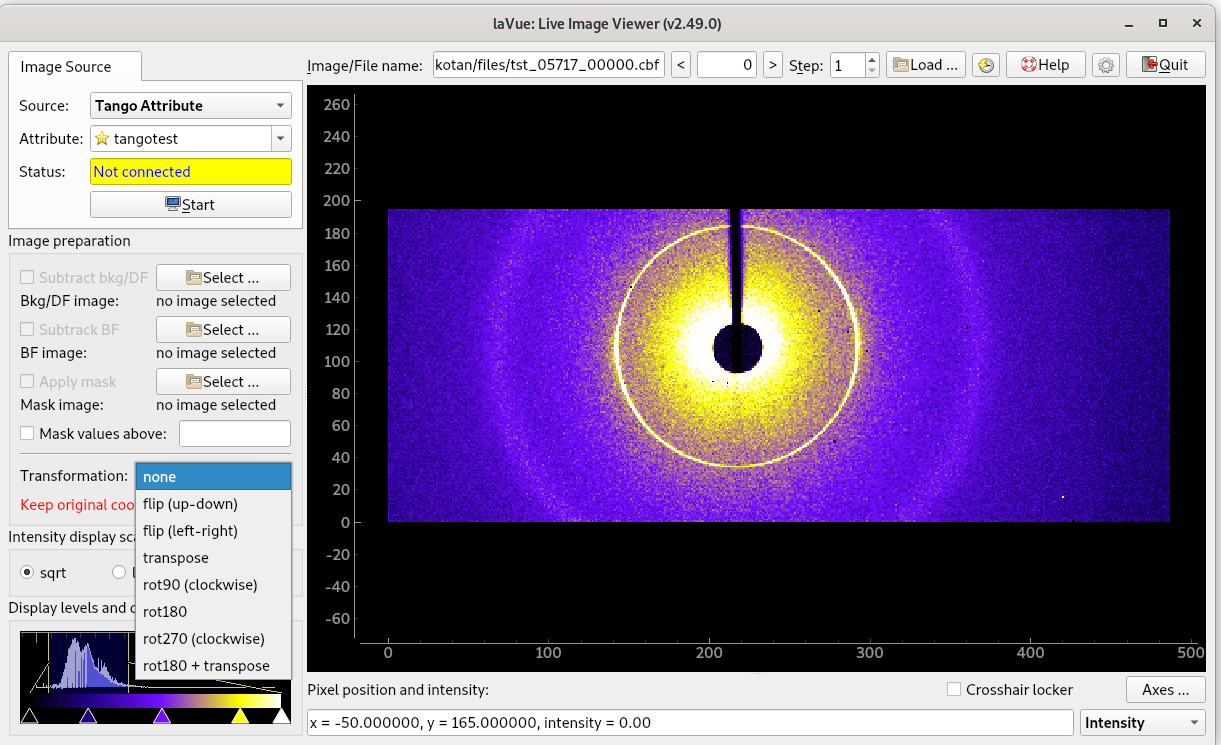 laVue: Live Image Viewer (v2.49.0)
Image Source
Image/File name: kotan/files/tst_05717_00000.cbf < 0 > Step: 1 Load ... Help Quit
Source: Tango Attribute
Attribute: tangotest
Status: Not connected
Start
Image preparation
Subtract bkg/DF Select ...
Bkg/DF image: no image selected
Subtrack BF Select ...
BF image: no image selected
Apply mask Select ...
Mask image: no image selected
Mask values above:
Transformation: none
flip (up-down)
Keep original coo
flip (left-right)
Intensity display sca
transpose
sqrt
rot90 (clockwise)
Display levels and
rot180
rot270 (clockwise)
rot180 + transpose
260
240
220
200
180
160
140
120
100
80
60
40
20
0
-20
-40
-60
0 100 200 300 400 500
Pixel position and intensity: Crosshair locker Axes ...
x = -50.000000, y = 165.000000, intensity = 0.00 Intensity